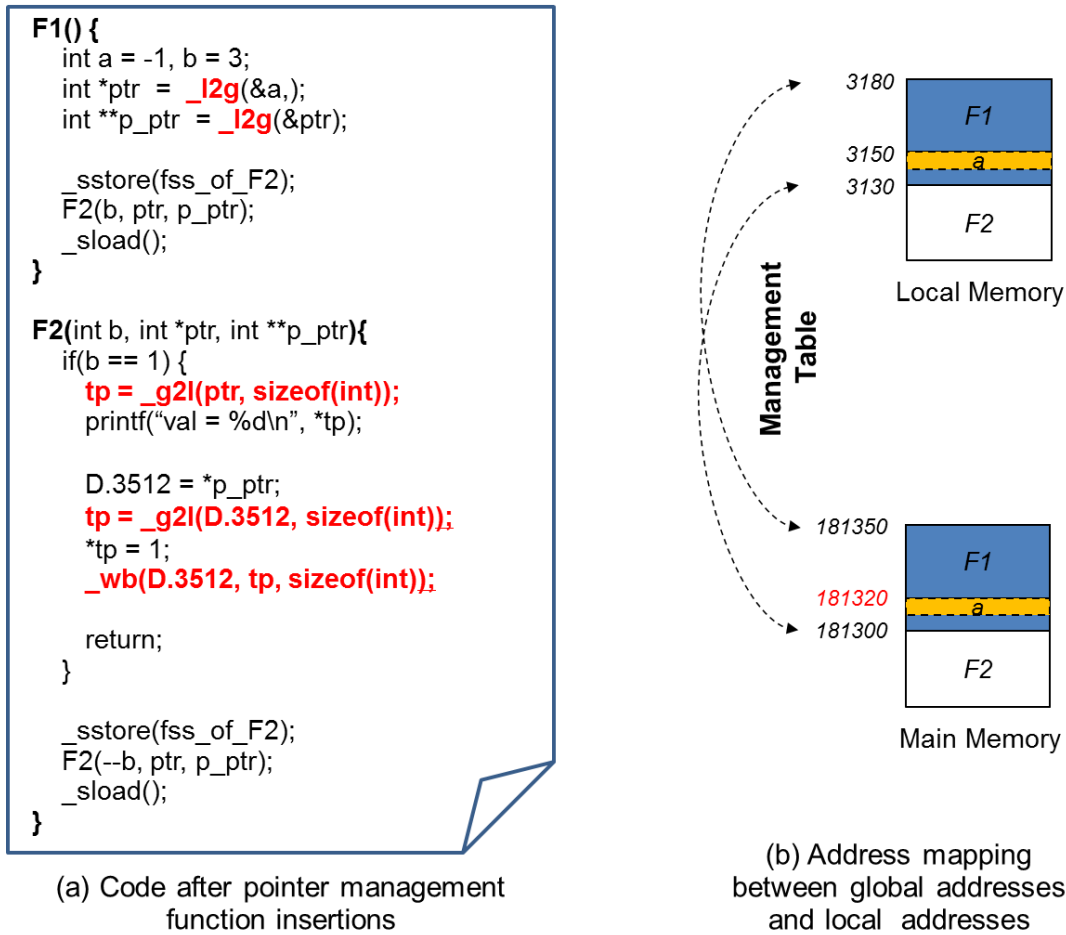 F1() {
int a = -1, b = 3;
int *ptr = _l2g(&a,);
int **p_ptr = _l2g(&ptr);
_sstore(fss_of_F2);
F2(b, ptr, p_ptr);
_sload();
}
F2(int b, int *ptr, int **p_ptr){
if(b == 1) {
tp = _g2l(ptr, sizeof(int));
printf(“val = %d\n”, *tp);
D.3512 = *p_ptr;
tp = _g2l(D.3512, sizeof(int));
*tp = 1;
_wb(D.3512, tp, sizeof(int));
return;
}
_sstore(fss_of_F2);
F2(--b, ptr, p_ptr);
_sload();
}
(a) Code after pointer management
function insertions
3180
F1
3150
a
3130
F2
Local Memory
Management
Table
181350
F1
181320
a
181300
F2
Main Memory
(b) Address mapping
between global addresses
and local addresses